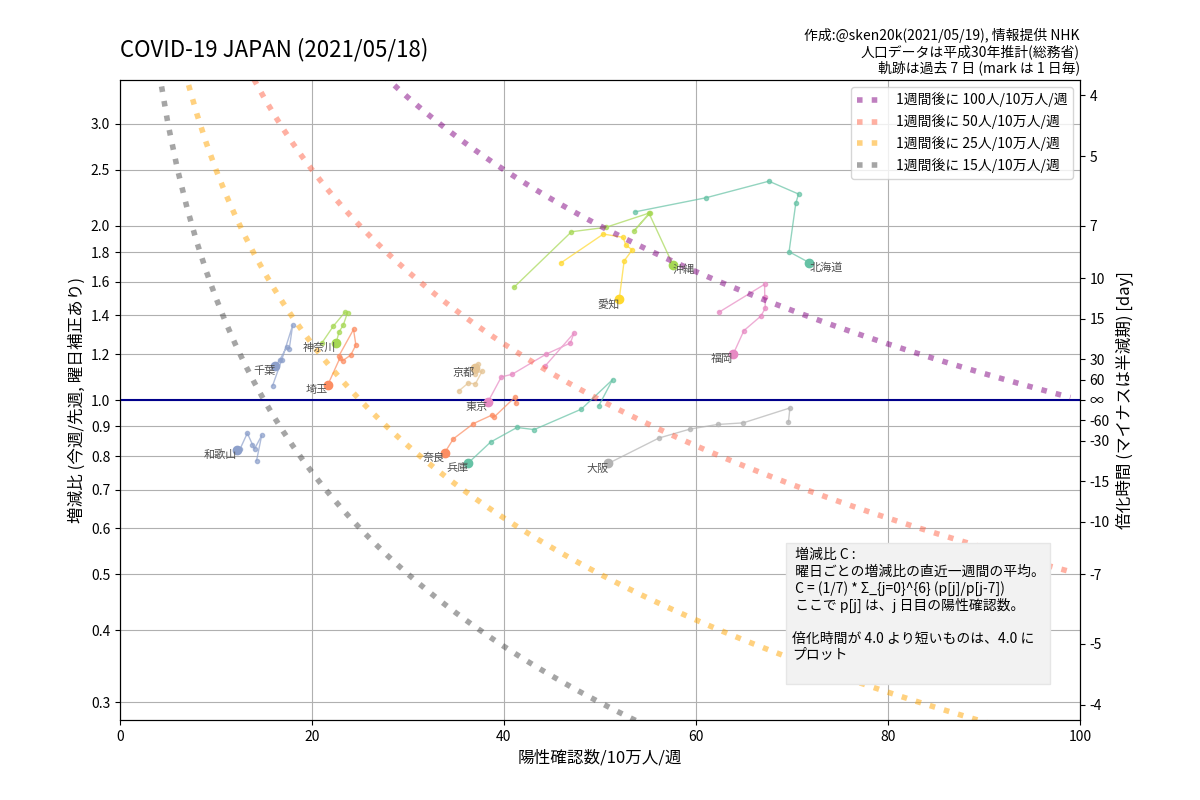 COVID-19 JAPAN (2021/05/18)
作成:@sken20k(2021/05/19), 情報提供 NHK
人口データは平成30年推計(総務省)
軌跡は過去 7 日 (mark は 1 日毎)
1週間後に 100人/10万人/週
1週間後に 50人/10万人/週
1週間後に 25人/10万人/週
1週間後に 15人/10万人/週
増減比 (今週/先週, 曜日補正あり)
3.0
2.5
2.0
1.8
1.6
1.4
1.2
1.0
0.9
0.8
0.7
0.6
0.5
0.4
0.3
北海道
沖縄
愛知
福岡
神奈川
千葉
埼玉
京都
東京
和歌山
奈良
兵庫
大阪
増減比 C :
曜日ごとの増減比の直近一週間の平均。
C = (1/7) * Σ_{j=0}^{6} (p[j]/p[j-7])
ここで p[j] は、j 日目の陽性確認数。
倍化時間が 4.0 より短いものは、4.0 に
プロット
4
5
7
10
15
30
60
∞
-60
-30
-15
-10
-7
-5
-4
倍化時間 (マイナスは半減期) [day]
0
20
40
60
80
100
陽性確認数/10万人/週